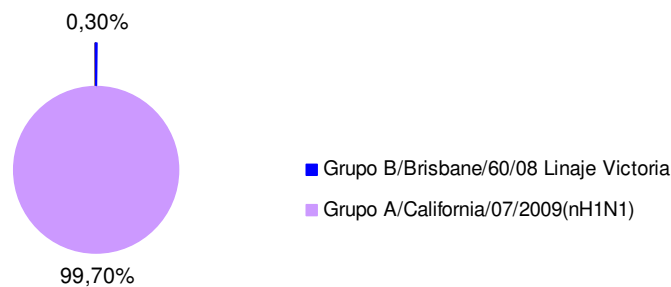 0,30%
Grupo B/Brisbane/60/08 Linaje Victoria
Grupo A/California/07/2009(nH1N1)
99,70%